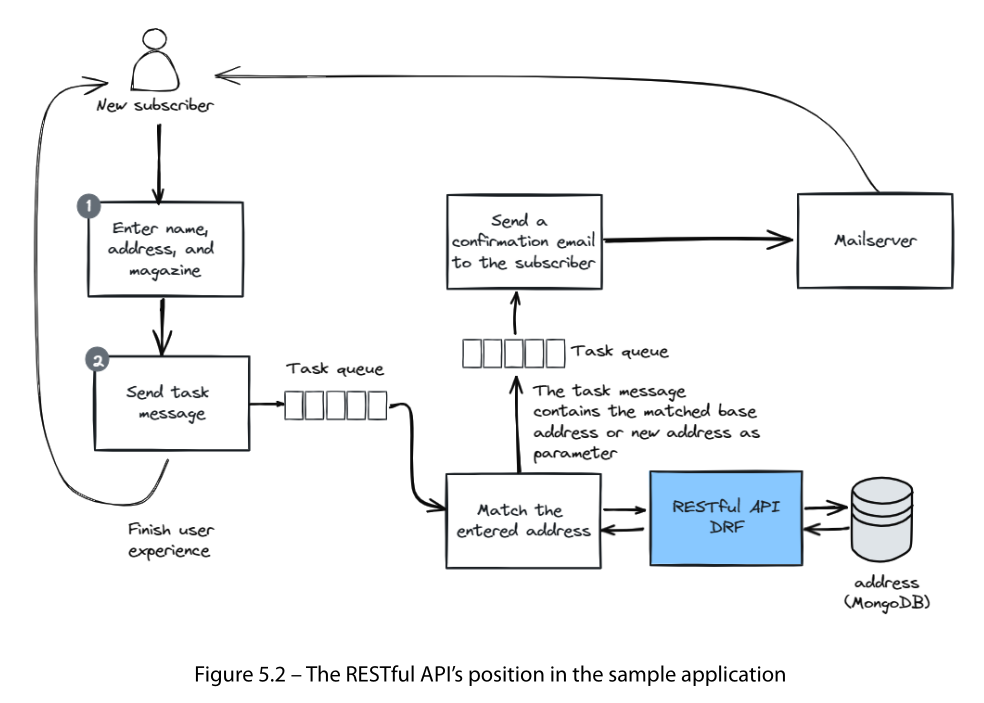 New subscriber
1
Enter name,
address, and
magazine
2
Send task
message
Finish user
experience
Task queue
Send a
confirmation email
to the subscriber
Mailserver
Task queue
The task message
contains the matched base
address or new address as
parameter
Match the
entered address
RESTful API
DRF
address
(MongoDB)
Figure 5.2 – The RESTful API's position in the sample application